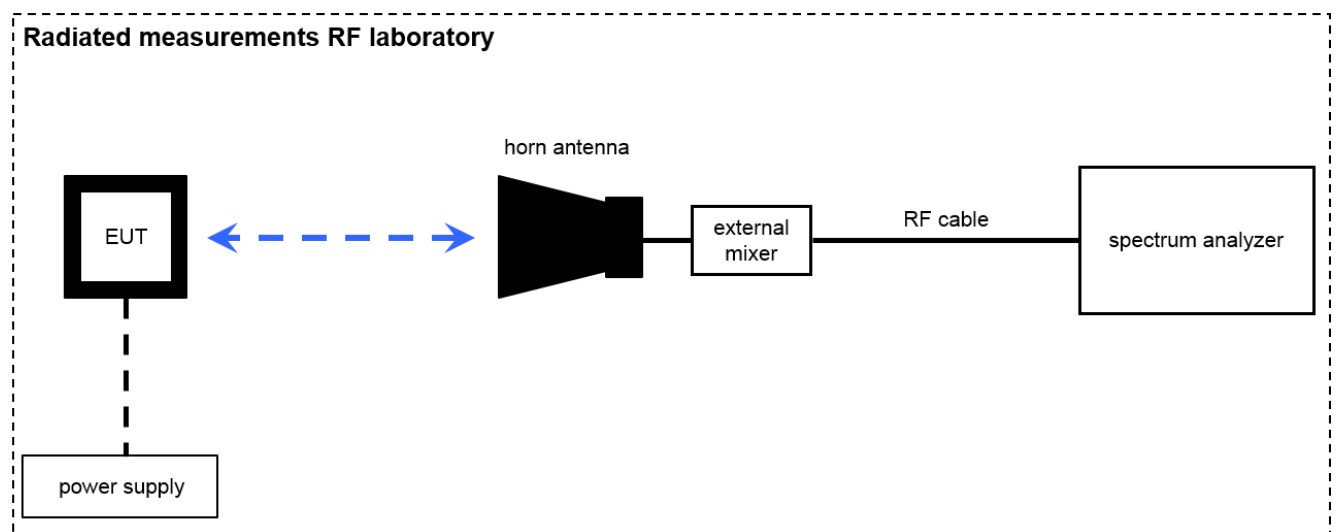 Radiated measurements RF laboratory
horn antenna
EUT
external
mixer
RF cable
spectrum analyzer
power supply